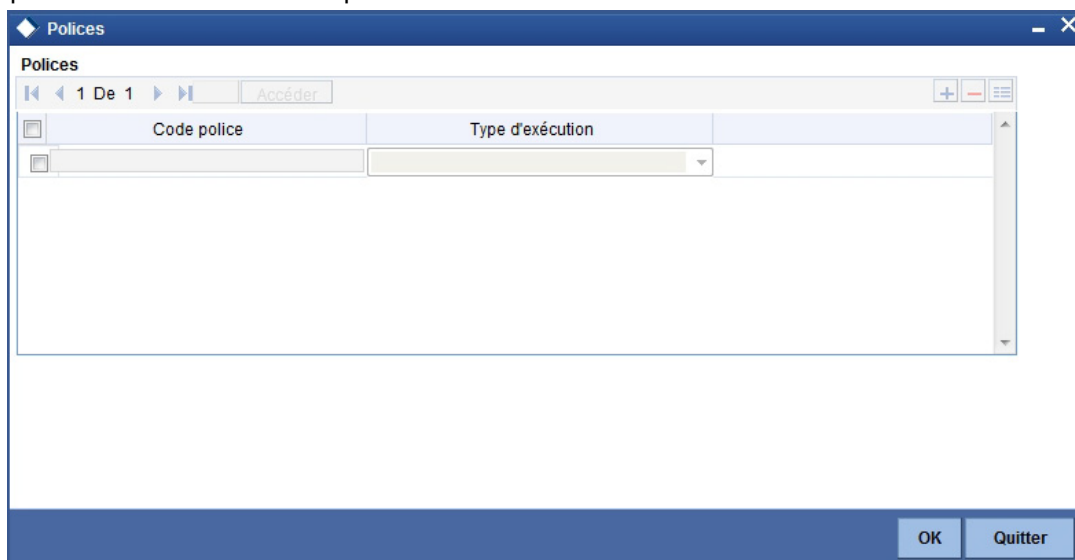 Polices
Polices
1 De 1 Accéder
Code police Type d'exécution
OK Quitter